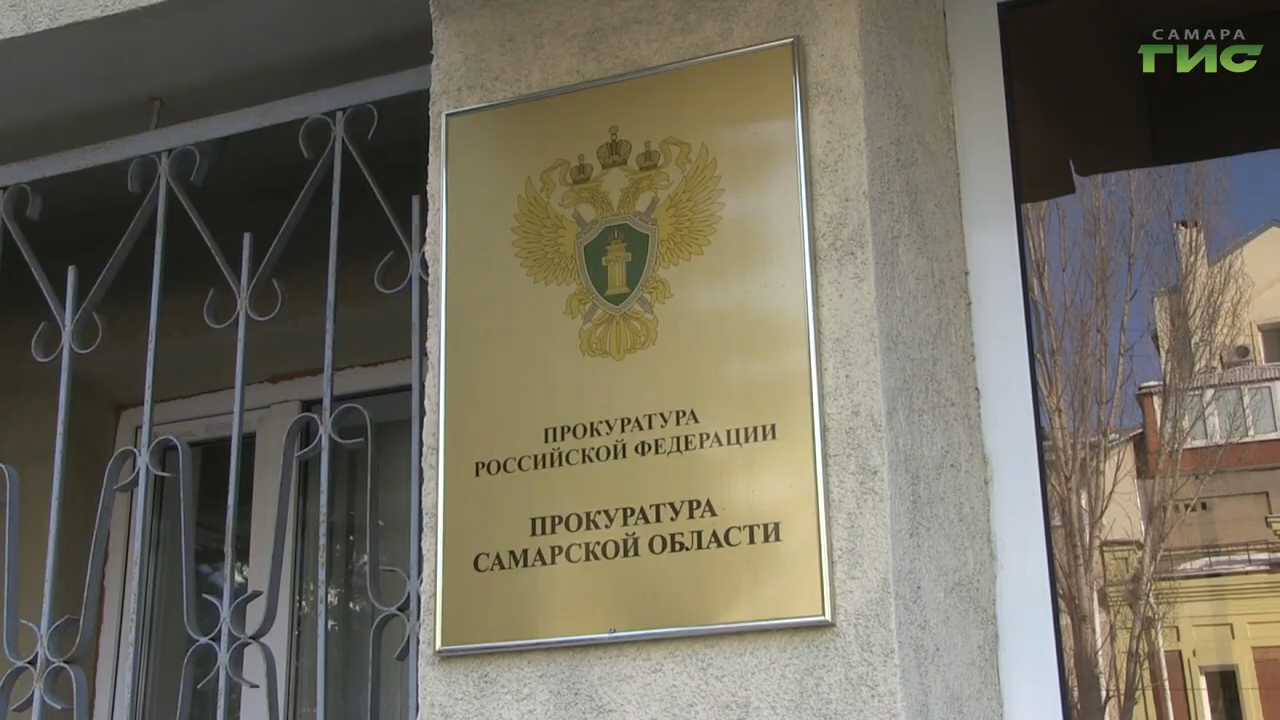 САМАРА
ГИС
ПРОКУРАТУРА
РОССИЙСКОЙ ФЕДЕРАЦИИ
ПРОКУРАТУРА
САМАРСКОЙ ОБЛАСТИ